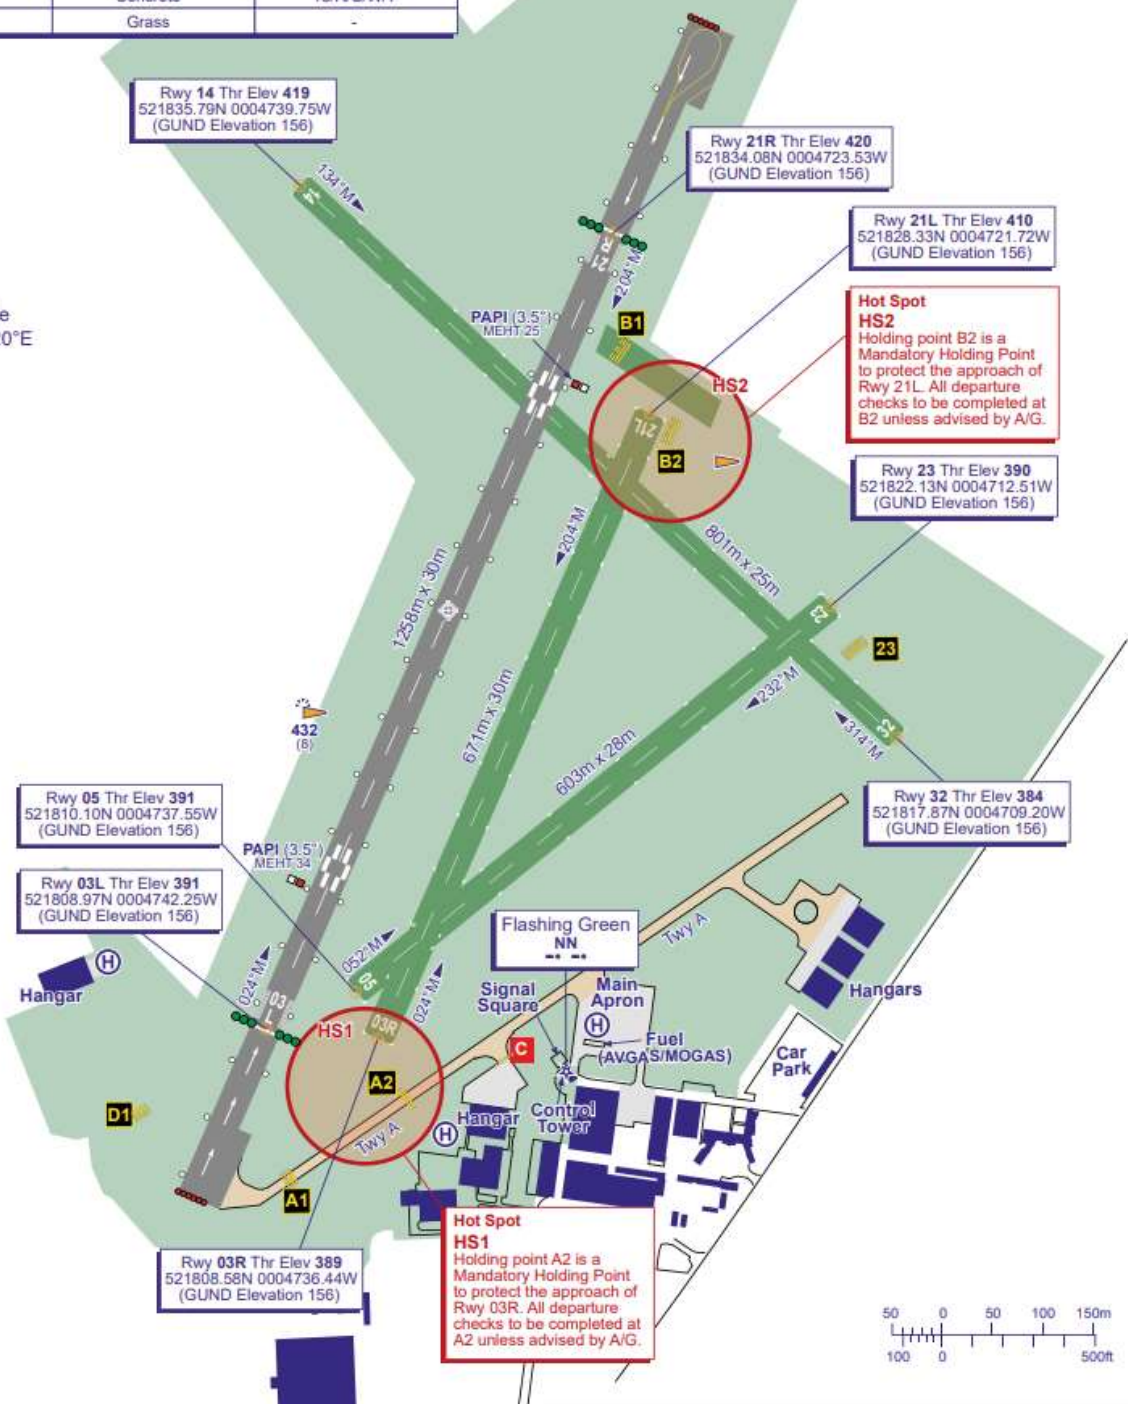 Grass
-
Rwy 14 Thr Elev 419
521835.79N 0004739.75W
(GUND Elevation 156)
134°M
14
Rwy 21R Thr Elev 420
521834.08N 0004723.53W
(GUND Elevation 156)
21R
204°M
Rwy 21L Thr Elev 410
521828.33N 0004721.72W
(GUND Elevation 156)
0°E
PAPI (3.5°)
MEHT 25
B1
HS2
Hot Spot
HS2
Holding point B2 is a
Mandatory Holding Point
to protect the approach of
Rwy 21L. All departure
checks to be completed at
B2 unless advised by A/G.
21L
B2
Rwy 23 Thr Elev 390
521822.13N 0004712.51W
(GUND Elevation 156)
204°M
801m x 25m
1258m x 30m
23
23
232°M
32
314°M
671m x 30m
603m x 28m
432
(8)
Rwy 05 Thr Elev 391
521810.10N 0004737.55W
(GUND Elevation 156)
Rwy 32 Thr Elev 384
521817.87N 0004709.20W
(GUND Elevation 156)
PAPI (3.5°)
MEHT 34
Rwy 03L Thr Elev 391
521808.97N 0004742.25W
(GUND Elevation 156)
Flashing Green
NN
Twy A
H
Hangar
024°M
052°M
05
024°M
03
L
03R
HS1
Signal
Square
Main
Apron
H
Hangars
Fuel
(AVGAS/MOGAS)
C
Car
Park
A2
D1
Hangar
Control
Tower
H
Twy A
A1
Hot Spot
HS1
Holding point A2 is a
Mandatory Holding Point
to protect the approach of
Rwy 03R. All departure
checks to be completed at
A2 unless advised by A/G.
Rwy 03R Thr Elev 389
521808.58N 0004736.44W
(GUND Elevation 156)
50 0 50 100 150m
100 0 500ft